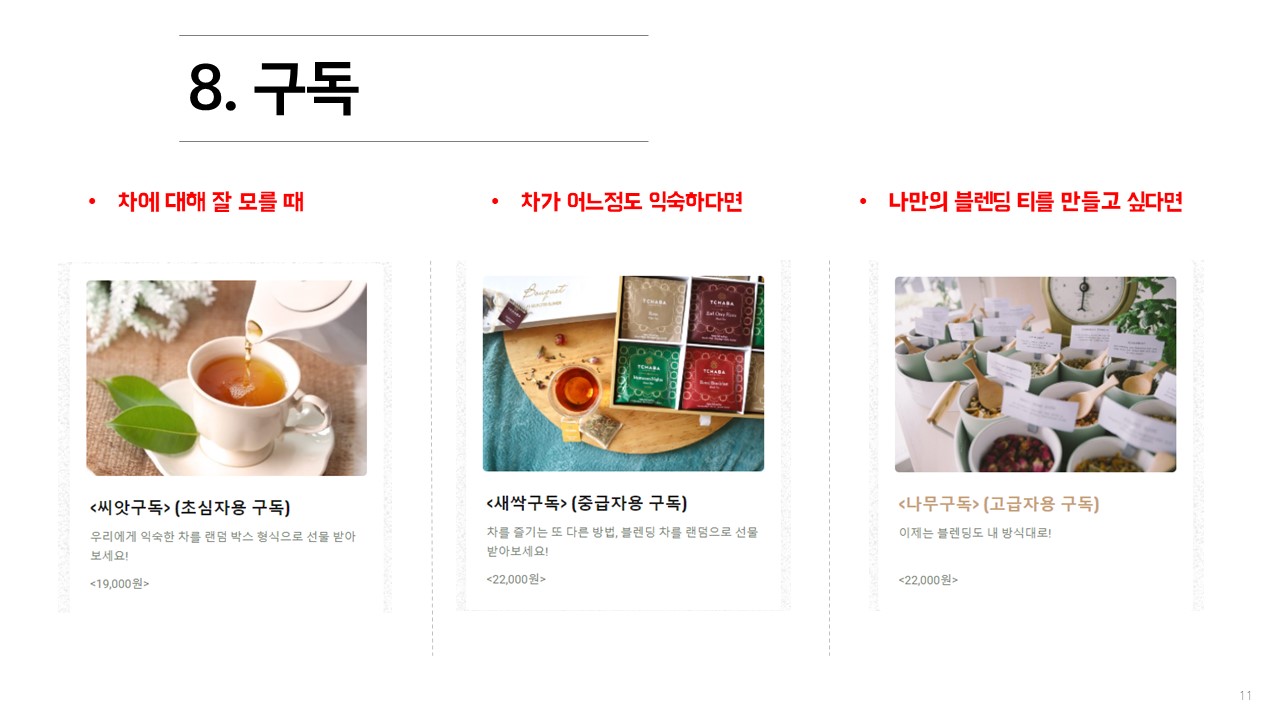 8. 구독
• 차에 대해 잘 모를 때
• 차가 어느정도 익숙하다면
• 나만의 블렌딩 티를 만들고 싶다면
Bouquet
TCHABA
TCHABA
Earl Grey
TCHABA
TCHABA
<씨앗구독> (초심자용 구독)
우리에게 익숙한 차를 랜덤 박스 형식으로 선물 받아
보세요!
<19,000원>
<새싹구독> (중급자용 구독)
차를 즐기는 또 다른 방법, 블렌딩 차를 랜덤으로 선물
받아보세요!
<22,000원>
<나무구독> (고급자용 구독)
이제는 블렌딩도 내 방식대로!
<22,000원>
11